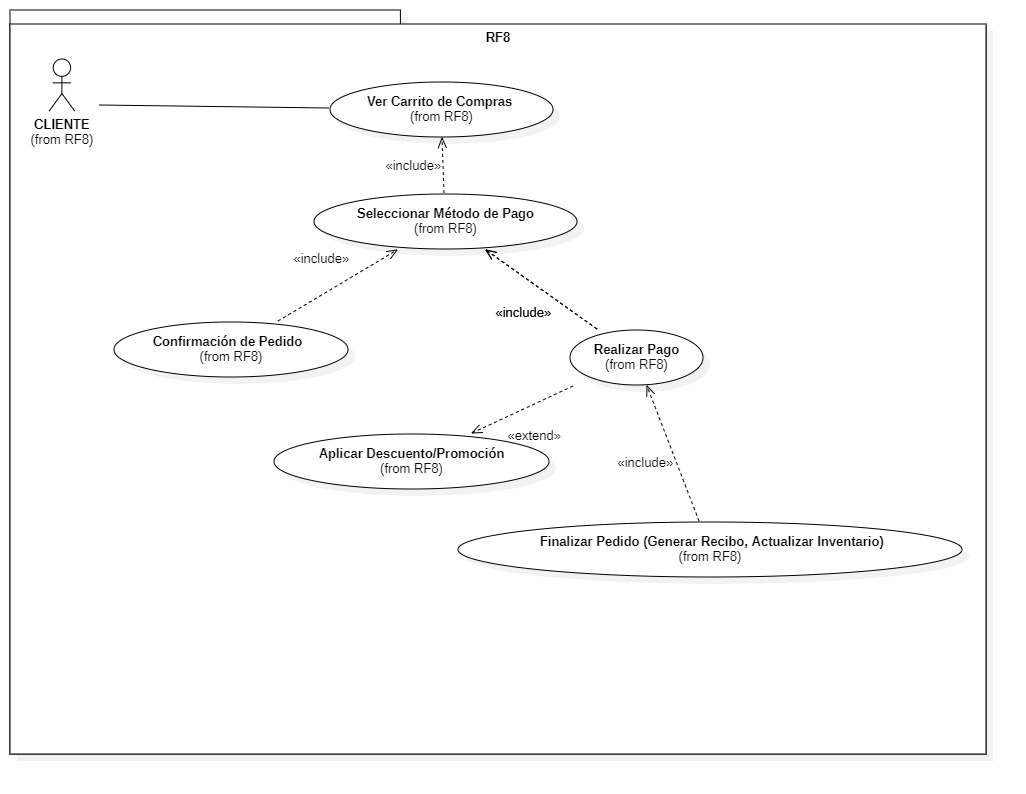 RF8
CLIENTE
(from RF8)
Ver Carrito de Compras
(from RF8)
«include»
Seleccionar Método de Pago
(from RF8)
«include»
«include»
Confirmación de Pedido
(from RF8)
Realizar Pago
(from RF8)
«extend»
Aplicar Descuento/Promoción
(from RF8)
«include»
Finalizar Pedido (Generar Recibo, Actualizar Inventario)
(from RF8)